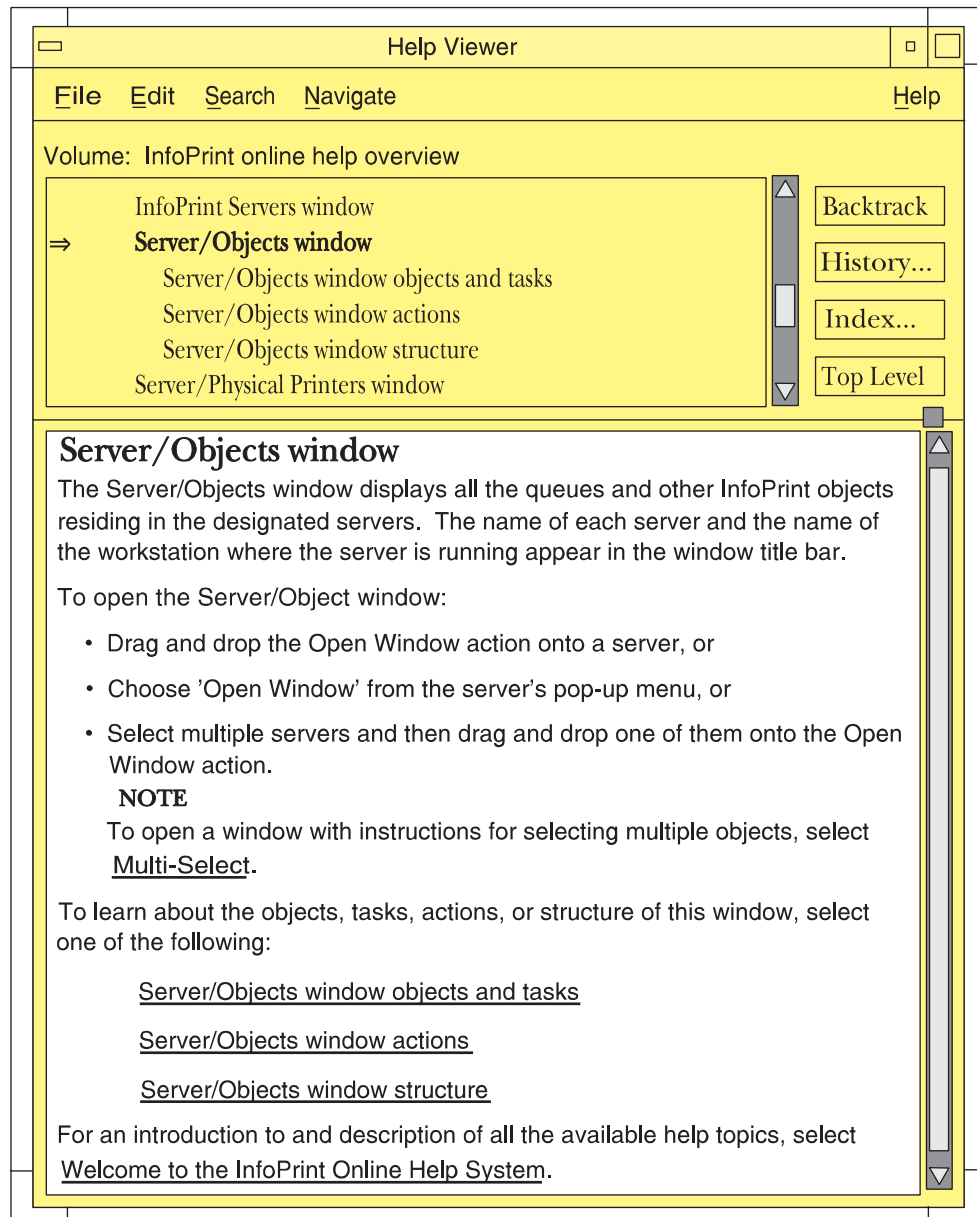 Help Viewer
File Edit Search Navigate Help
Volume: InfoPrint online help overview
InfoPrint Servers window
⇒ Server/Objects window
Server/Objects window objects and tasks
Server/Objects window actions
Server/Objects window structure
Server/Physical Printers window
Backtrack
History...
Index...
Top Level
Server/Objects window
The Server/Objects window displays all the queues and other InfoPrint objects
residing in the designated servers. The name of each server and the name of
the workstation where the server is running appear in the window title bar.
To open the Server/Object window:
• Drag and drop the Open Window action onto a server, or
• Choose ’Open Window’ from the server’s pop-up menu, or
• Select multiple servers and then drag and drop one of them onto the Open
Window action.
NOTE
To open a window with instructions for selecting multiple objects, select
Multi-Select.
To learn about the objects, tasks, actions, or structure of this window, select
one of the following:
Server/Objects window objects and tasks
Server/Objects window actions
Server/Objects window structure
For an introduction to and description of all the available help topics, select
Welcome to the InfoPrint Online Help System.